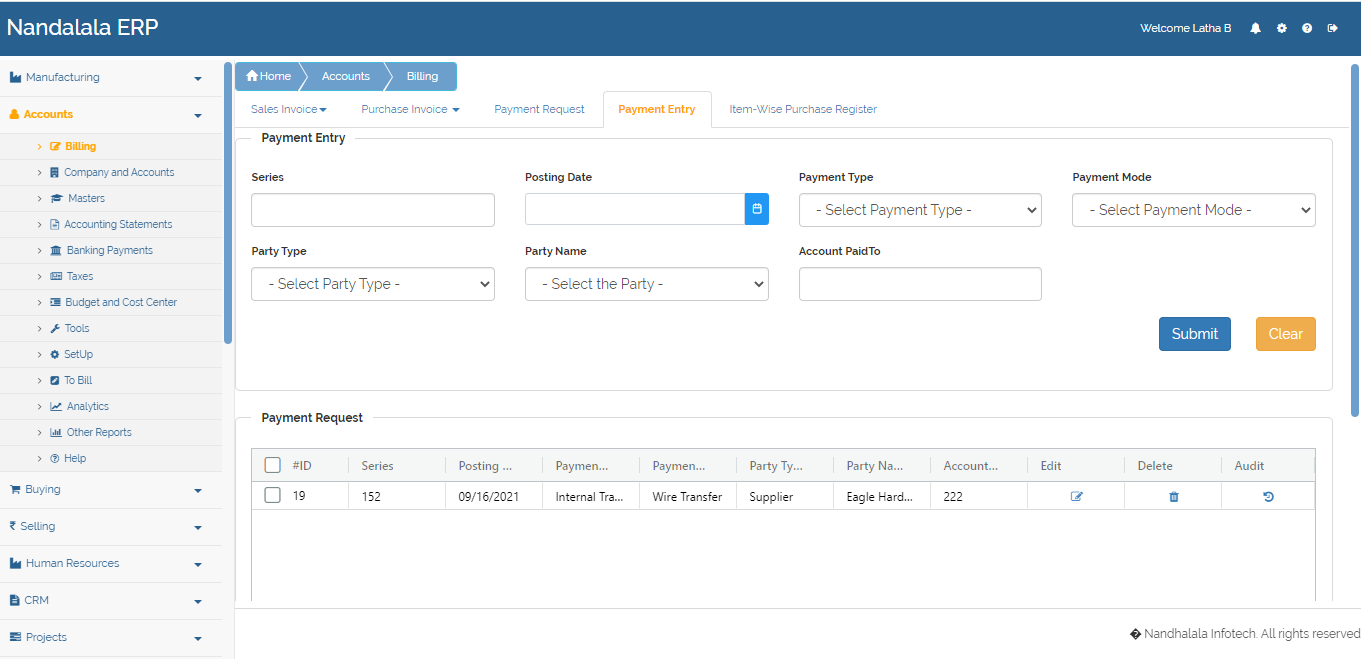 Nandalala ERP
Welcome Latha B
Manufacturing
Accounts
Billing
Company and Accounts
Masters
Accounting Statements
Banking Payments
Taxes
Budget and Cost Center
Tools
SetUp
To Bill
Analytics
Other Reports
Help
Buying
Selling
Human Resources
CRM
Projects
Home Accounts Billing
Sales Invoice Purchase Invoice Payment Request Payment Entry Item-Wise Purchase Register
Payment Entry
Series Posting Date Payment Type Payment Mode
- Select Payment Type - - Select Payment Mode -
Party Type Party Name Account PaidTo
- Select Party Type - - Select the Party -
Submit Clear
Payment Request
#ID Series Posting ... Paymen... Paymen... Party Ty... Party Na... Account... Edit Delete Audit
19 152 09/16/2021 Internal Tra... Wire Transfer Supplier Eagle Hard... 222
� Nandhalala Infotech. All rights reserved